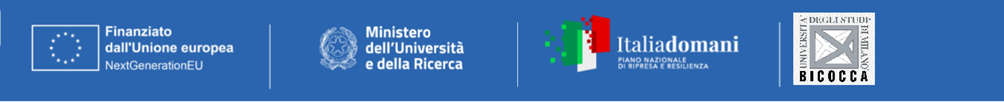 Finanziato
dall'Unione europea
NextGenerationEU
Ministero
dell'Università
e della Ricerca
Italiadomani
PIANO NAZIONALE
DI RIPRESA E RESILIENZA
UNIVERSITÀ
DEGLI STUDI
DI MILANO
BICOCCA